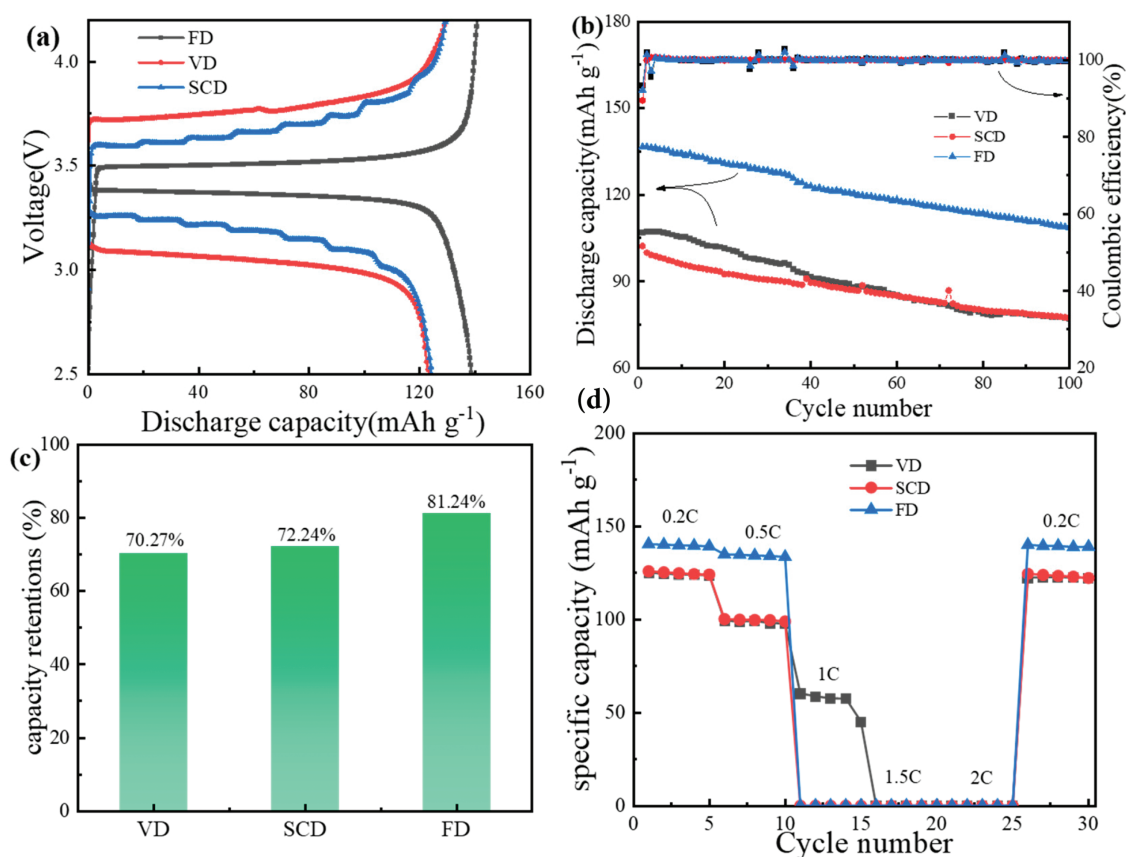 (a)
FD
VD
SCD
4.0
3.5
3.0
2.5
Voltage(V)
0
40
80
120
160
Discharge capacity(mAh g⁻¹)
(b)
180
150
120
90
60
Discharge capacity(mAh g⁻¹)
VD
SCD
FD
100
80
60
40
20
Coulombic efficiency(%)
0
20
40
60
80
100
Cycle number
(c)
100
80
60
40
20
0
capacity retentions (%)
70.27%
72.24%
81.24%
VD
SCD
FD
(d)
200
150
100
50
0
specific capacity (mAh g⁻¹)
VD
SCD
FD
0.2C
0.5C
1C
1.5C
2C
0.2C
0
5
10
15
20
25
30
Cycle number